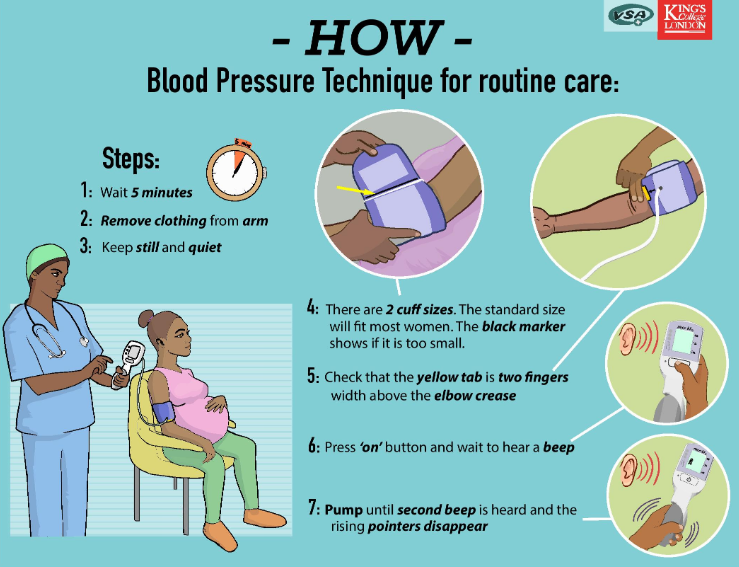 VSA
KING'S
College
LONDON
- HOW -
Blood Pressure Technique for routine care:
Steps:
1: Wait 5 minutes
2: Remove clothing from arm
3: Keep still and quiet
4: There are 2 cuff sizes. The standard size
will fit most women. The black marker
shows if it is too small.
5: Check that the yellow tab is two fingers
width above the elbow crease
6: Press ‘on’ button and wait to hear a beep
7: Pump until second beep is heard and the
rising pointers disappear